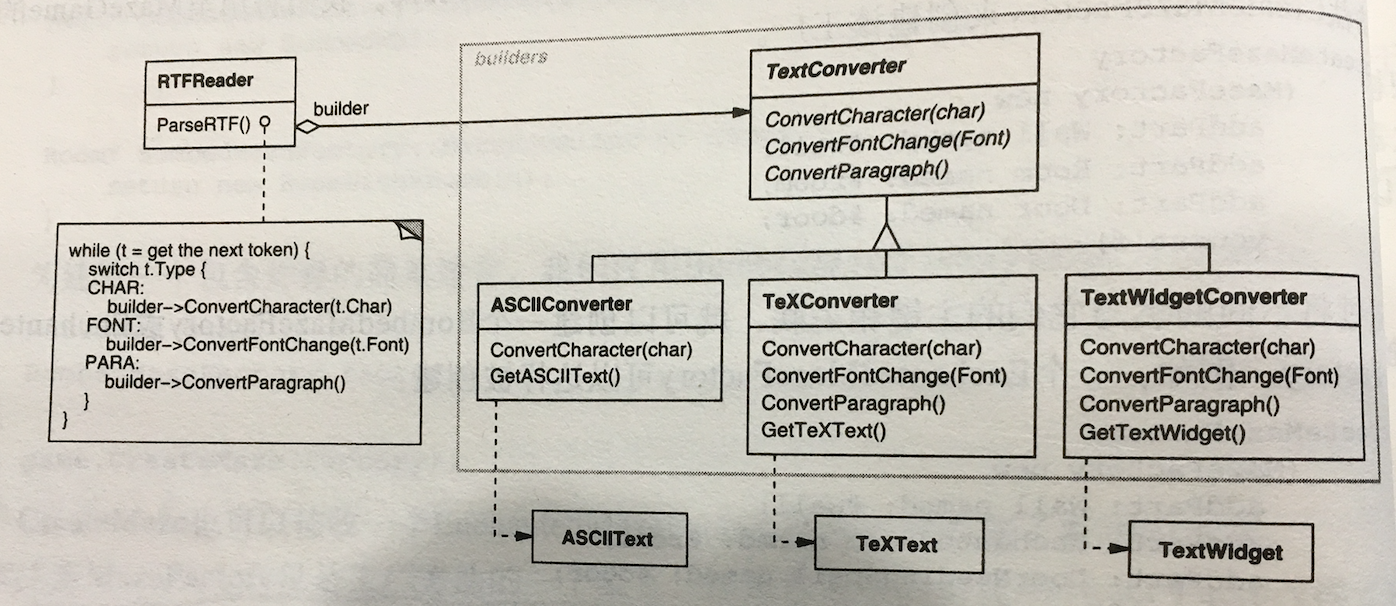 builders
RTFReader
ParseRTF()
builder
TextConverter
ConvertCharacter(char)
ConvertFontChange(Font)
ConvertParagraph()
while (t = get the next token) {
switch t.Type {
CHAR:
builder->ConvertCharacter(t.Char)
FONT:
builder->ConvertFontChange(t.Font)
PARA:
builder->ConvertParagraph()
}
}
ASCIIConverter
ConvertCharacter(char)
GetASCIIText()
TeXConverter
ConvertCharacter(char)
ConvertFontChange(Font)
ConvertParagraph()
GetTeXText()
TextWidgetConverter
ConvertCharacter(char)
ConvertFontChange(Font)
ConvertParagraph()
GetTextWidget()
ASCIIText
TeXText
TextWidget